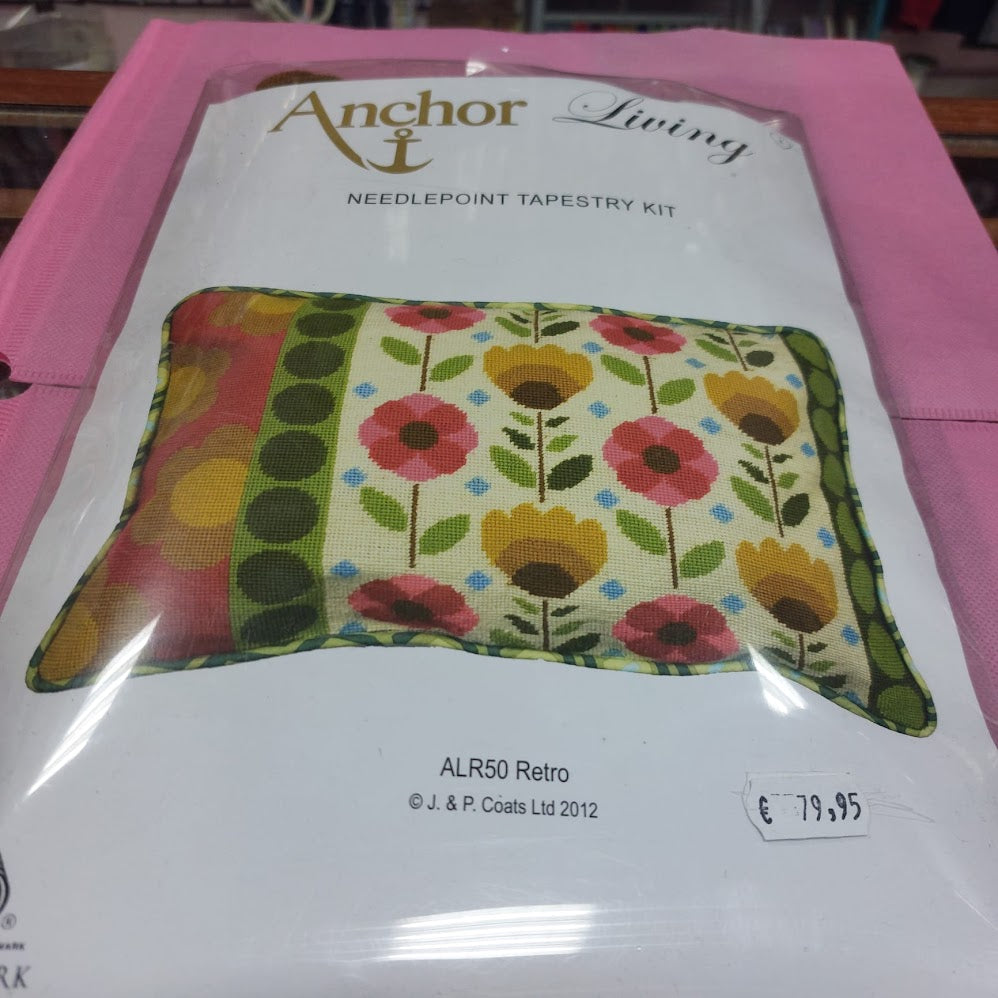 Anchor Living
NEEDLEPOINT TAPESTRY KIT
ALR50 Retro
© J. & P. Coats Ltd 2012
€ 79,95
®